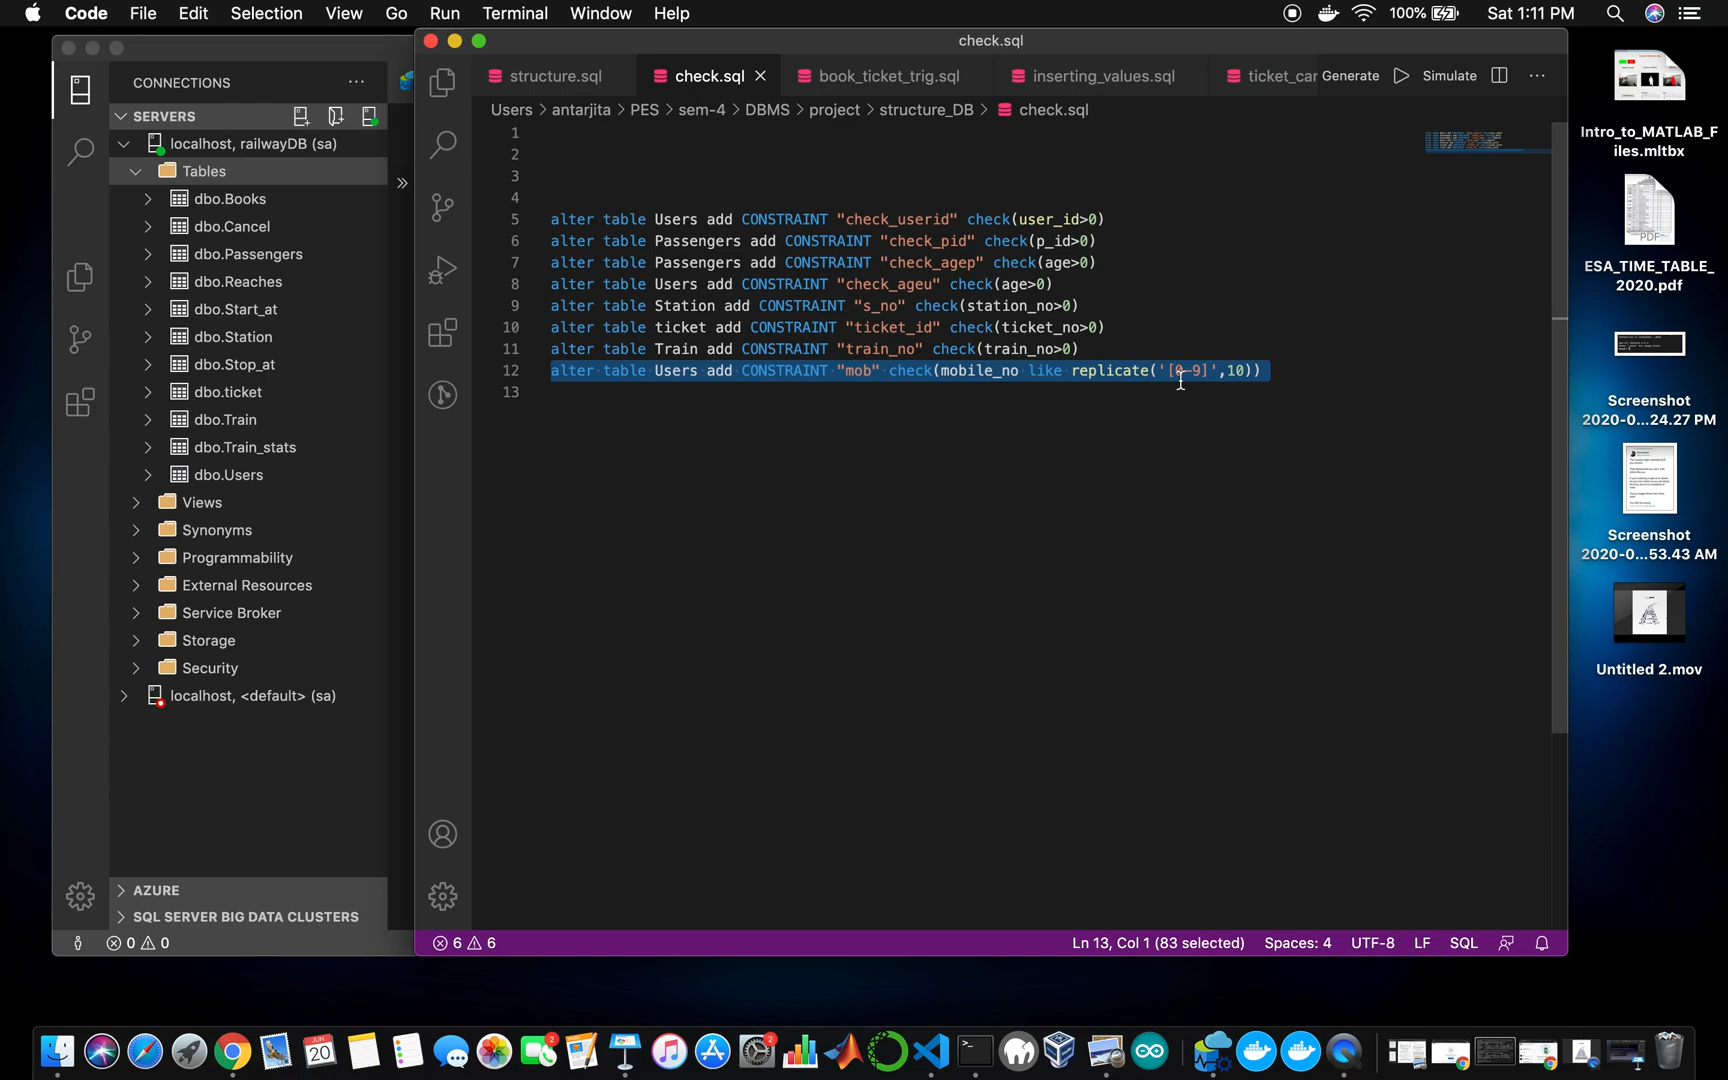 Code File Edit Selection View Go Run Terminal Window Help 100% Sat 1:11 PM
check.sql
CONNECTIONS
SERVERS
localhost, railwayDB (sa)
Tables
dbo.Books
dbo.Cancel
dbo.Passengers
dbo.Reaches
dbo.Start_at
dbo.Station
dbo.Stop_at
dbo.ticket
dbo.Train
dbo.Train_stats
dbo.Users
Views
Synonyms
Programmability
External Resources
Service Broker
Storage
Security
localhost, <default> (sa)
AZURE
SQL SERVER BIG DATA CLUSTERS
0 0
structure.sql check.sql book_ticket_trig.sql inserting_values.sql ticket_car Generate Simulate
Users > antarjita > PES > sem-4 > DBMS > project > structure_DB > check.sql
1
2
3
4
5 alter table Users add CONSTRAINT "check_userid" check(user_id>0)
6 alter table Passengers add CONSTRAINT "check_pid" check(p_id>0)
7 alter table Passengers add CONSTRAINT "check_agep" check(age>0)
8 alter table Users add CONSTRAINT "check_ageu" check(age>0)
9 alter table Station add CONSTRAINT "s_no" check(station_no>0)
10 alter table ticket add CONSTRAINT "ticket_id" check(ticket_no>0)
11 alter table Train add CONSTRAINT "train_no" check(train_no>0)
12 alter table Users add CONSTRAINT "mob" check(mobile_no like replicate('[0-9]',10))
13
6 6 Ln 13, Col 1 (83 selected) Spaces: 4 UTF-8 LF SQL
Intro_to_MATLAB_F
iles.mltbx
PDF
ESA_TIME_TABLE_
2020.pdf
Screenshot
2020-0...24.27 PM
Screenshot
2020-0...53.43 AM
Untitled 2.mov
JUN
20
2
2